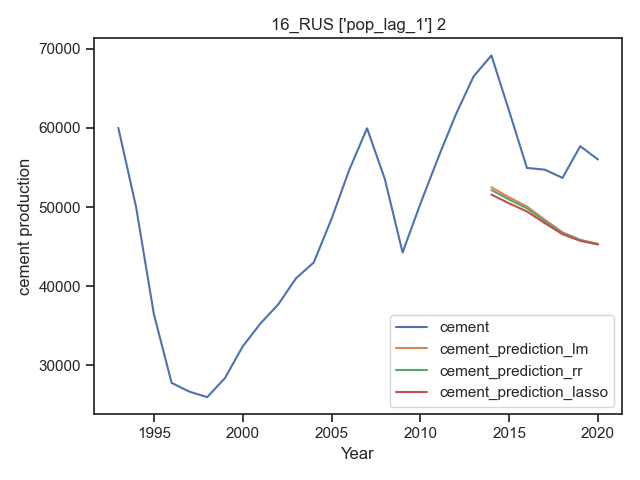 16_RUS ['pop_lag_1'] 2
70000
60000
50000
40000
30000
cement production
1995
2000
2005
2010
2015
2020
Year
cement
cement_prediction_lm
cement_prediction_rr
cement_prediction_lasso